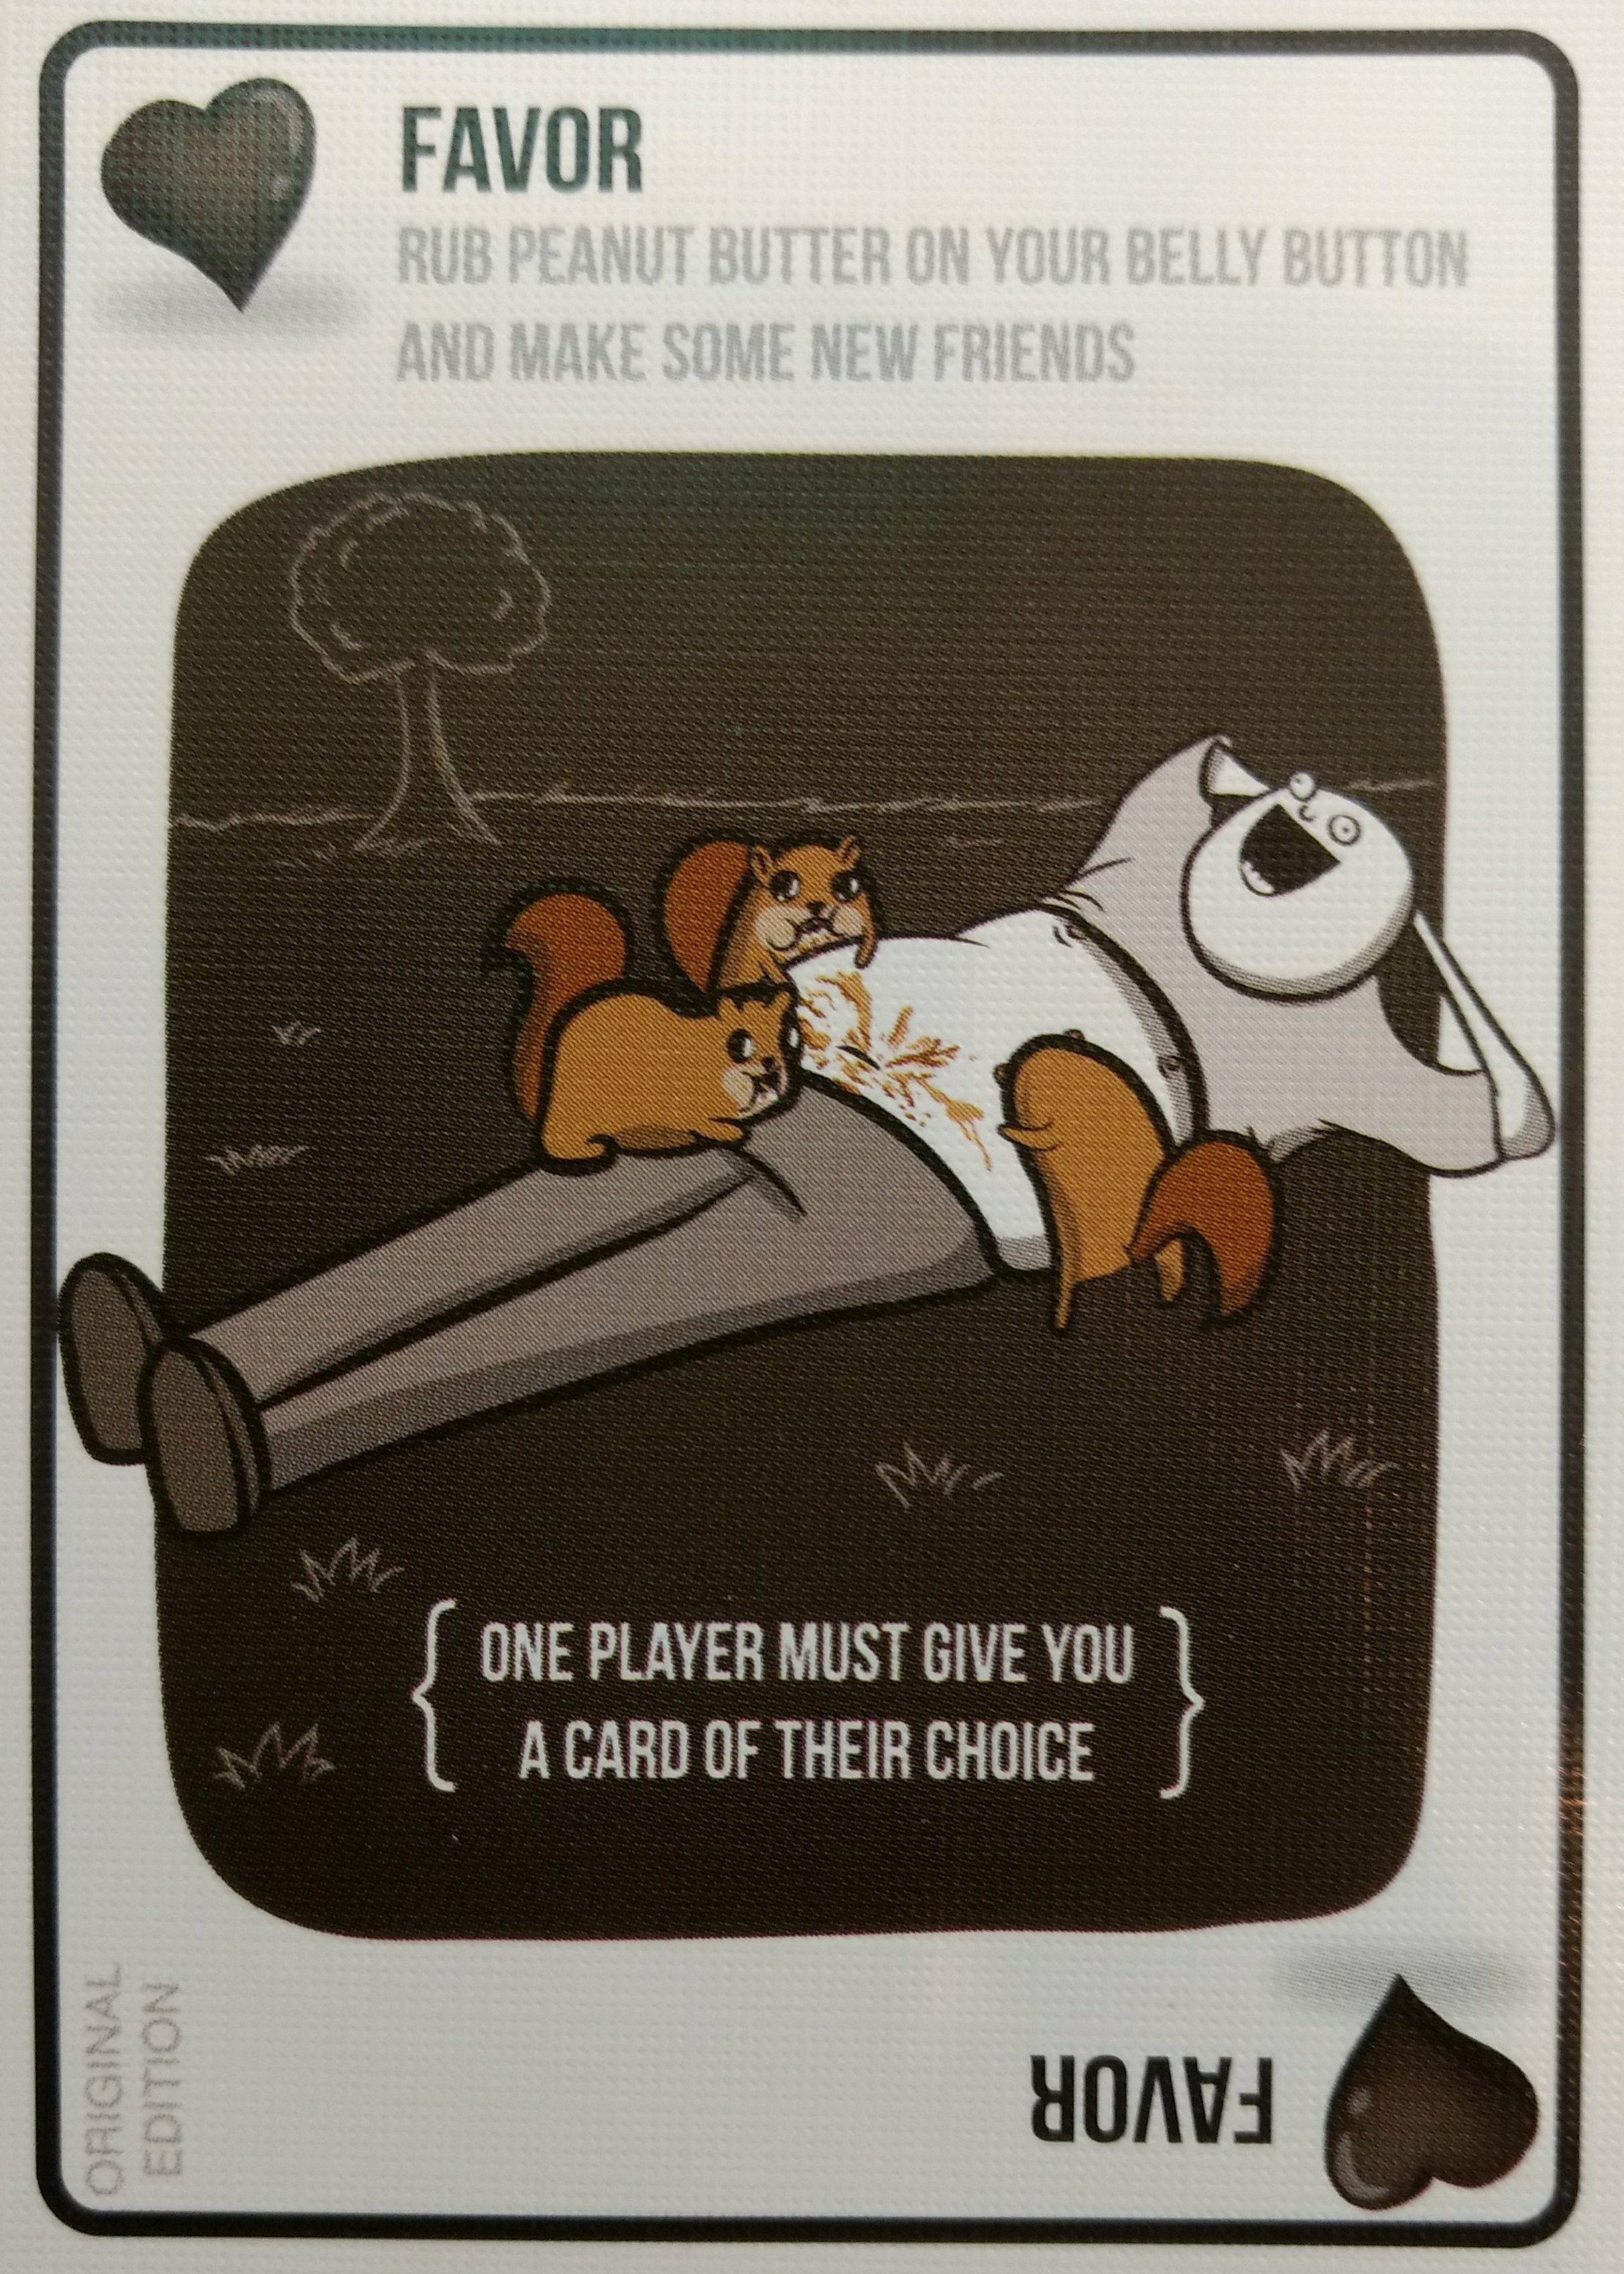 FAVOR
RUB PEANUT BUTTER ON YOUR BELLY BUTTON
AND MAKE SOME NEW FRIENDS
ONE PLAYER MUST GIVE YOU
A CARD OF THEIR CHOICE
ORIGINAL
EDITION
FAVOR